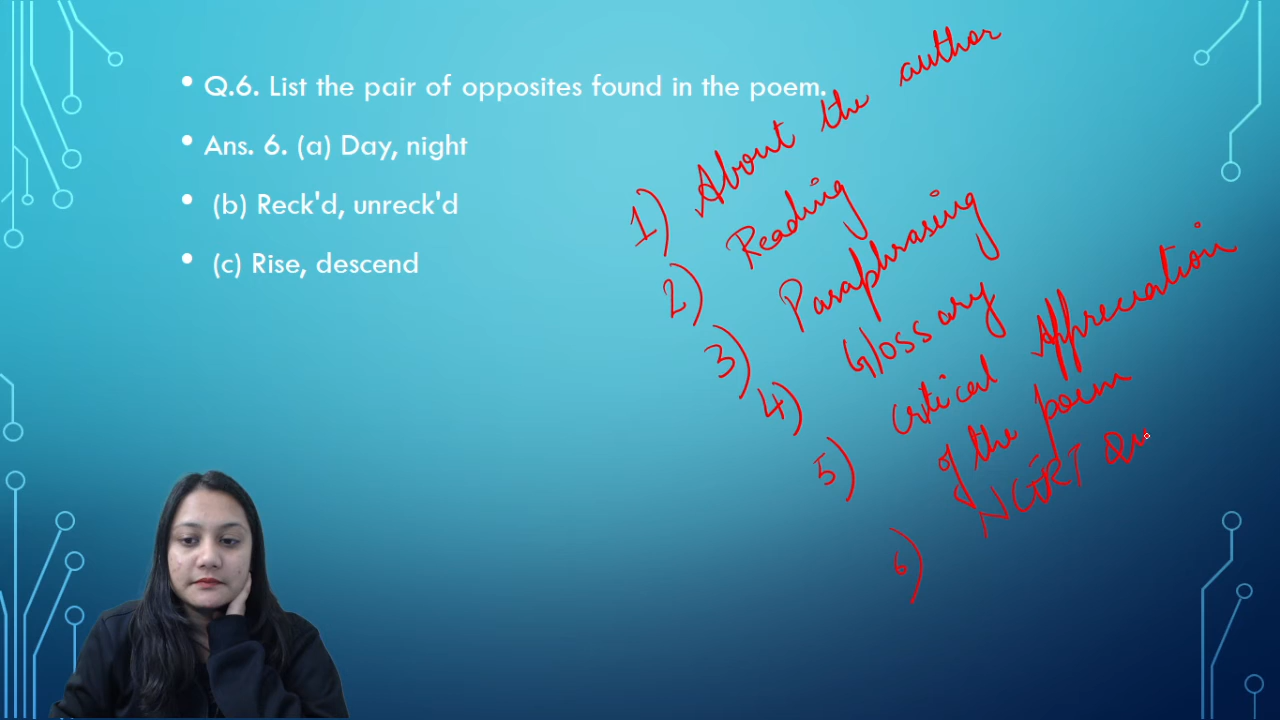 • Q.6. List the pair of opposites found in the poem.
• Ans. 6. (a) Day, night
• (b) Reck'd, unreck'd
• (c) Rise, descend
1) About the author
2) Reading
3) Paraphrasing
4) Glossary
5) Critical Appreciation
of the poem
6) NCERT Qu